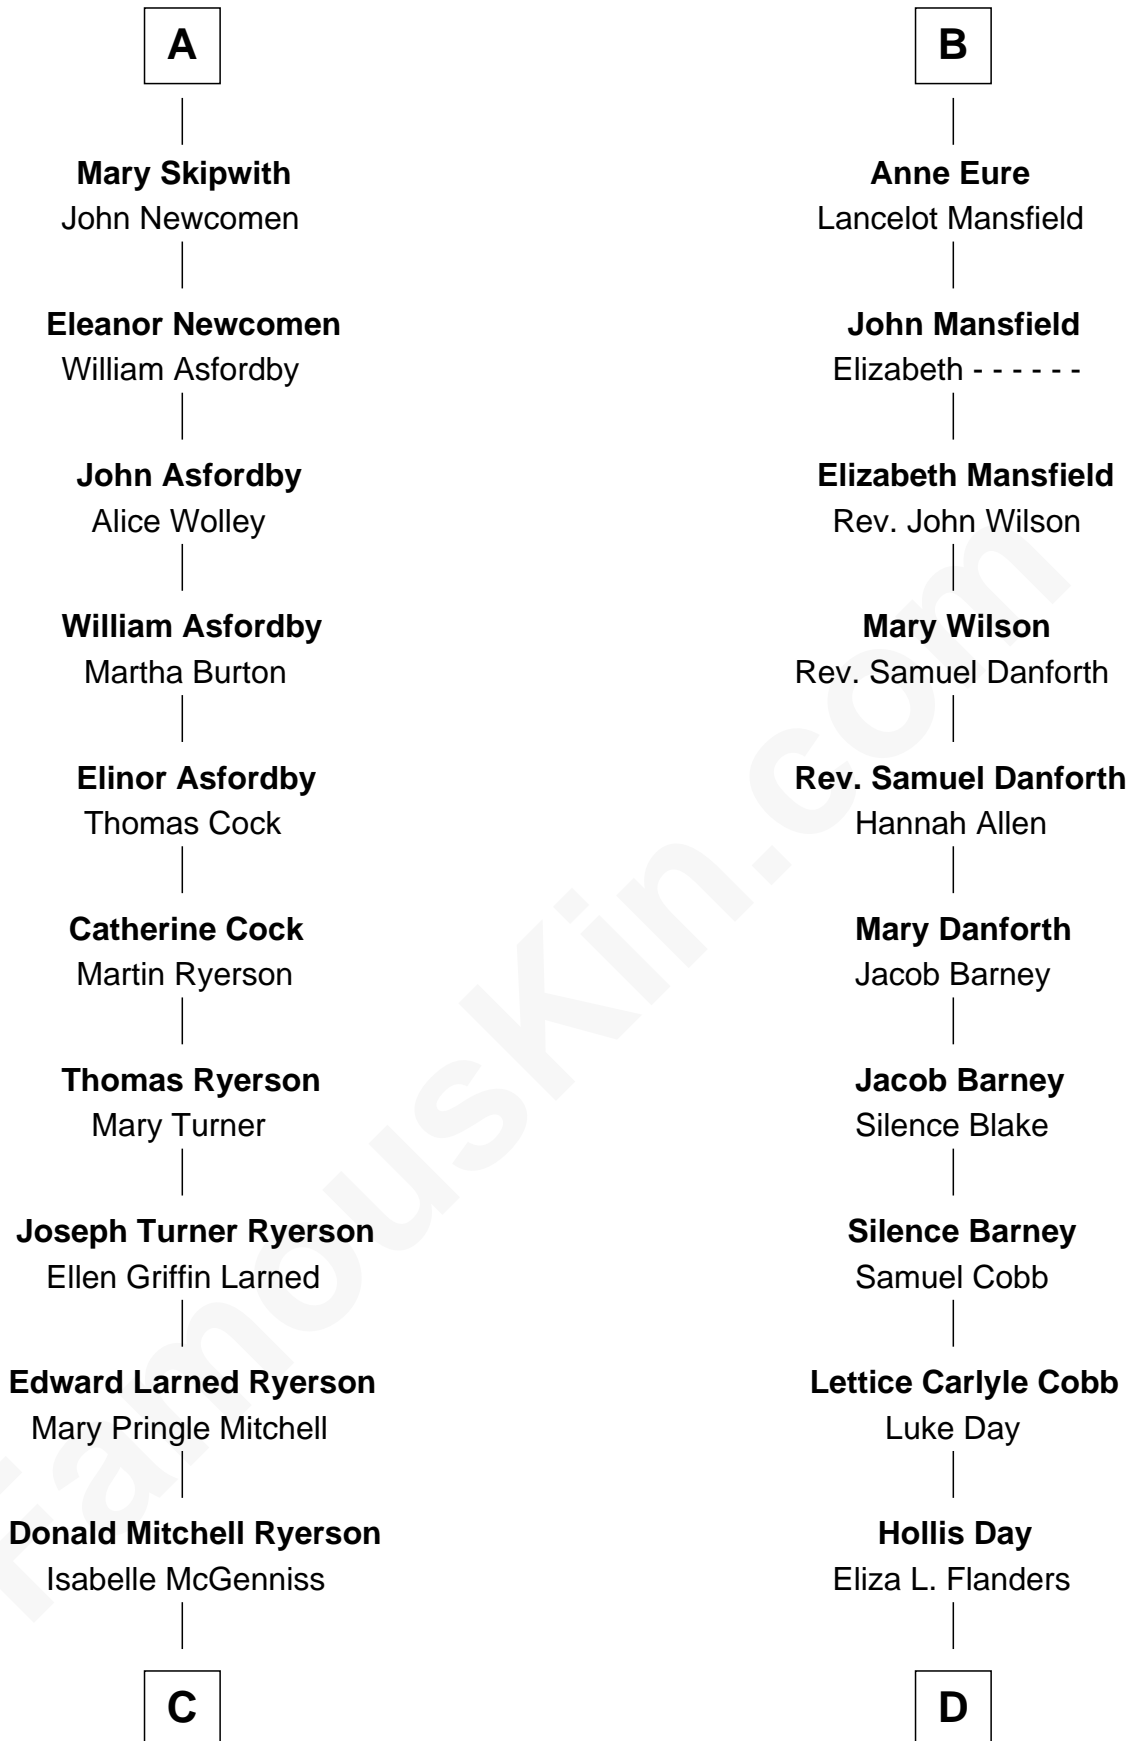 A
Mary Skipwith
John Newcomen
Eleanor Newcomen
William Asfordby
John Asfordby
Alice Wolley
William Asfordby
Martha Burton
Elinor Asfordby
Thomas Cock
Catherine Cock
Martin Ryerson
Thomas Ryerson
Mary Turner
Joseph Turner Ryerson
Ellen Griffin Larned
Edward Larned Ryerson
Mary Pringle Mitchell
Donald Mitchell Ryerson
Isabelle McGenniss
C
B
Anne Eure
Lancelot Mansfield
John Mansfield
Elizabeth - - - - - -
Elizabeth Mansfield
Rev. John Wilson
Mary Wilson
Rev. Samuel Danforth
Rev. Samuel Danforth
Hannah Allen
Mary Danforth
Jacob Barney
Jacob Barney
Silence Blake
Silence Barney
Samuel Cobb
Lettice Carlyle Cobb
Luke Day
Hollis Day
Eliza L. Flanders
D
FamousKin.com